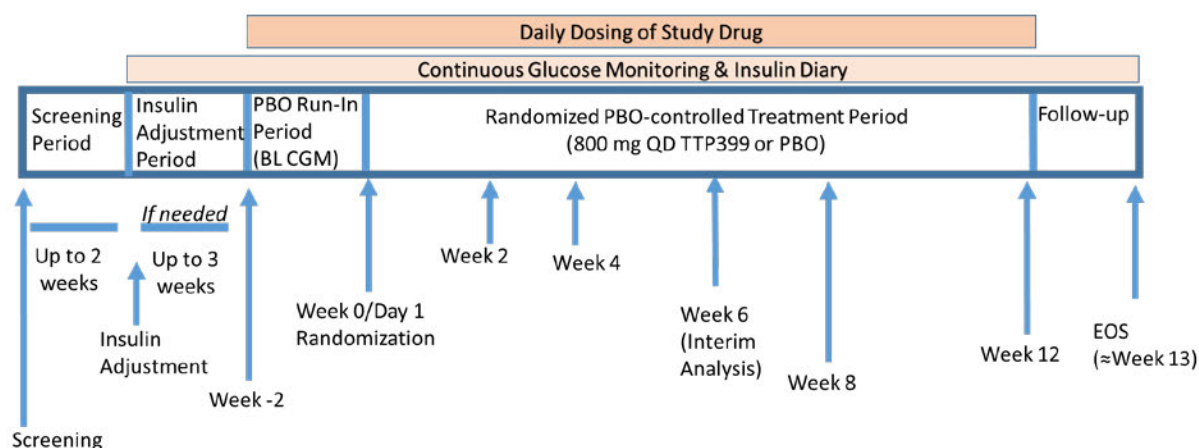 Daily Dosing of Study Drug
Continuous Glucose Monitoring & Insulin Diary
Screening
Period
Insulin
Adjustment
Period
PBO Run-In
Period
(BL CGM)
Randomized PBO-controlled Treatment Period
(800 mg QD TTP399 or PBO)
Follow-up
If needed
Up to 2
weeks
Up to 3
weeks
Insulin
Adjustment
Screening
Week -2
Week 0/Day 1
Randomization
Week 2
Week 4
Week 6
(Interim
Analysis)
Week 8
Week 12
EOS
(≈Week 13)